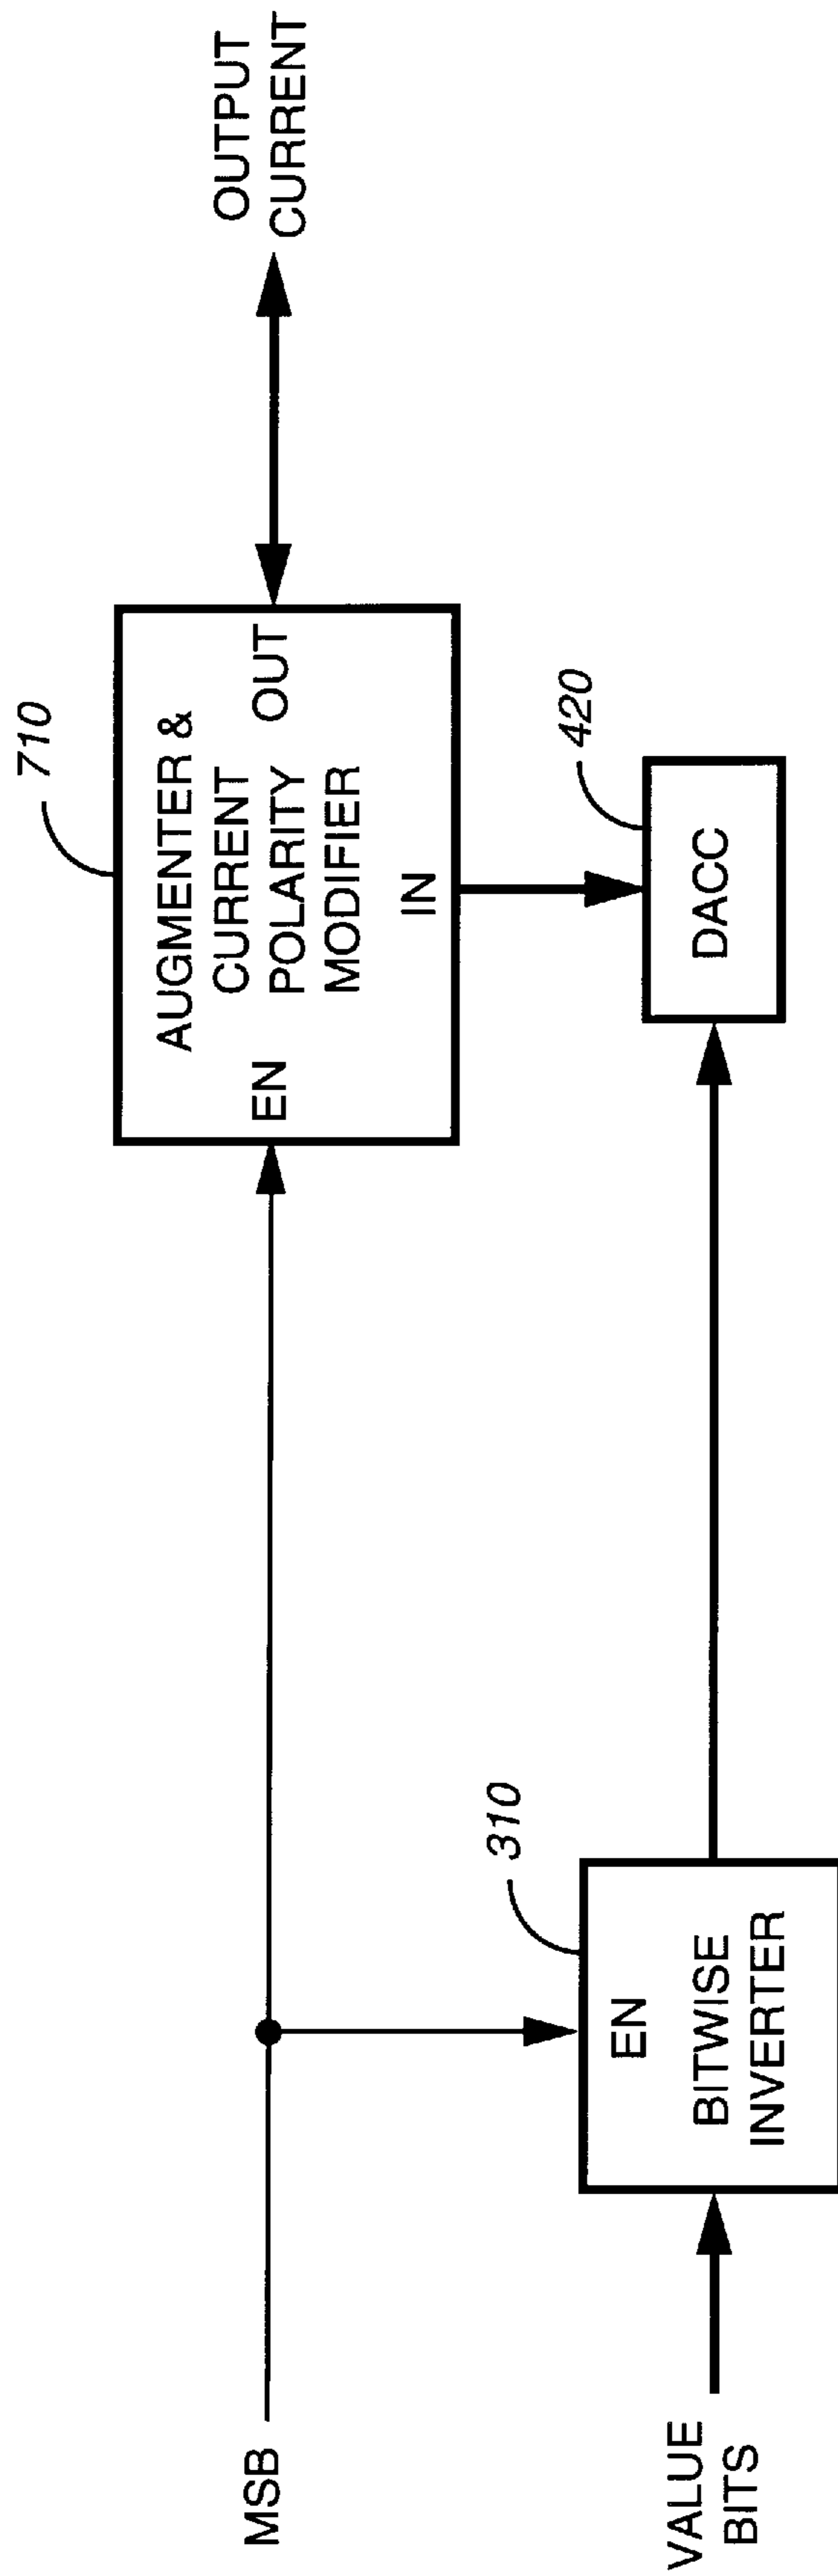 710
AUGMENTER &
CURRENT
POLARITY
MODIFIER
EN
OUT
IN
OUTPUT
CURRENT
MSB
420
DACC
310
EN
BITWISE
INVERTER
VALUE
BITS